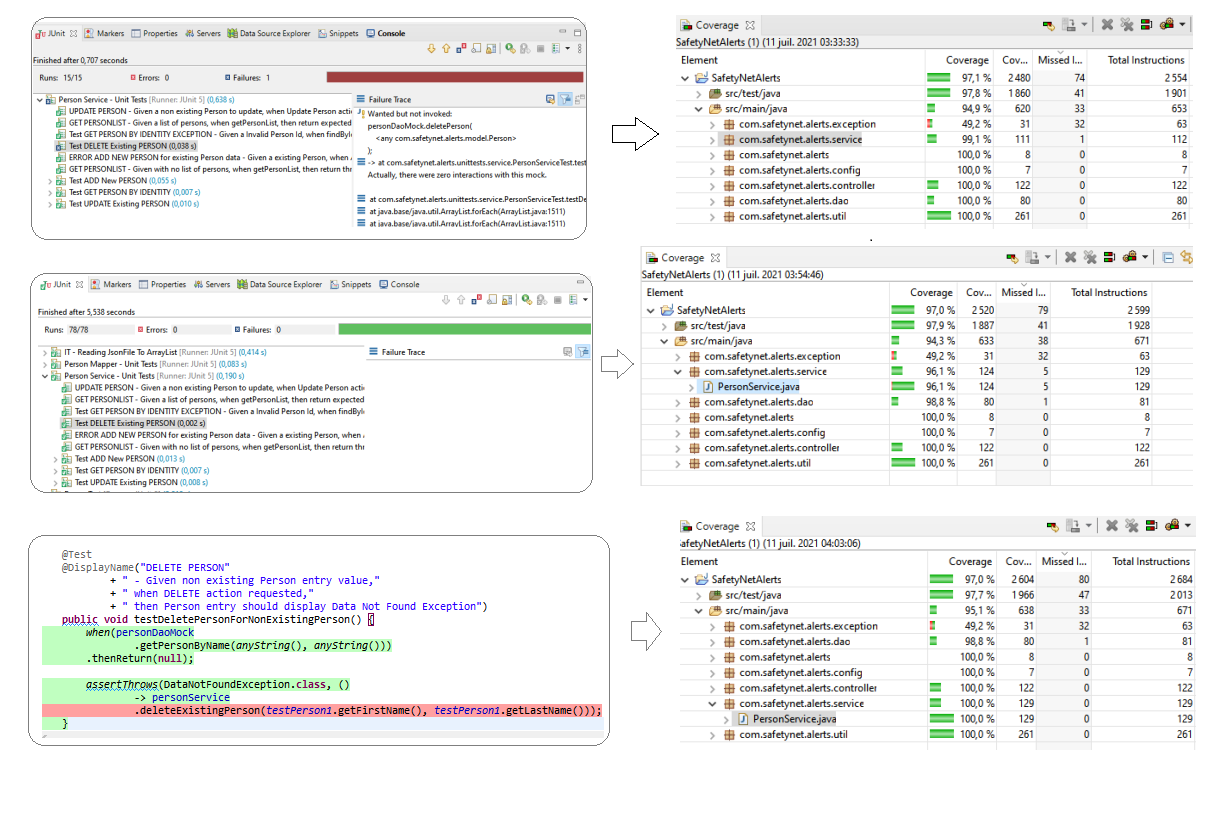 JUnit Markers Properties Servers Data Source Explorer Snippets Console
Finished after 0,707 seconds
Runs: 15/15 Errors: 0 Failures: 1
Person Service - Unit Tests [Runner: JUnit 5] (0,638 s)
UPDATE PERSON - Given a non existing Person to update, when Update Person acti
GET PERSONLIST - Given a list of persons, when getPersonList, then return expected
Test GET PERSON BY IDENTITY EXCEPTION - Given a Invalid Person Id, when findById
Test DELETE Existing PERSON (0,038 s)
ERROR ADD NEW PERSON for existing Person data - Given a existing Person, when
GET PERSONLIST - Given with no list of persons, when getPersonList, then return th
Test ADD NEW PERSON (0,055 s)
Test GET PERSON BY IDENTITY (0,007 s)
Test UPDATE Existing PERSON (0,010 s)
Failure Trace
Wanted but not invoked:
personDaoMock.deletePerson(
<any com.safetynet.alerts.model.Person>
);
-> at com.safetynet.alerts.unittests.service.PersonServiceTest.test
Actually, there were zero interactions with this mock.
at com.safetynet.alerts.unittests.service.PersonServiceTest.testDe
at java.base/java.util.ArrayList.forEach(ArrayList.java:1511)
at java.base/java.util.ArrayList.forEach(ArrayList.java:1511)
Coverage
SafetyNetAlerts (1) (11 juil. 2021 03:33:33)
Element Coverage Cov... Missed I... Total Instructions
SafetyNetAlerts 97,1 % 2 480 74 2 554
src/test/java 97,8 % 1 860 41 1 901
src/main/java 94,9 % 620 33 653
com.safetynet.alerts.exception 49,2 % 31 32 63
com.safetynet.alerts.service 99,1 % 111 1 112
com.safetynet.alerts 100,0 % 8 0 8
com.safetynet.alerts.config 100,0 % 7 0 7
com.safetynet.alerts.controller 100,0 % 122 0 122
com.safetynet.alerts.dao 100,0 % 80 0 80
com.safetynet.alerts.util 100,0 % 261 0 261
JUnit Markers Properties Servers Data Source Explorer Snippets Console
Finished after 5,538 seconds
Runs: 78/78 Errors: 0 Failures: 0
IT - Reading JsonFile To ArrayList [Runner: JUnit 5] (0,414 s)
Person Mapper - Unit Tests [Runner: JUnit 5] (0,083 s)
Person Service - Unit Tests [Runner: JUnit 5] (0,190 s)
UPDATE PERSON - Given a non existing Person to update, when Update Person acti
GET PERSONLIST - Given a list of persons, when getPersonList, then return expected
Test GET PERSON BY IDENTITY EXCEPTION - Given a Invalid Person Id, when findById
Test DELETE Existing PERSON (0,002 s)
ERROR ADD NEW PERSON for existing Person data - Given a existing Person, when
GET PERSONLIST - Given with no list of persons, when getPersonList, then return th
Test ADD New PERSON (0,013 s)
Test GET PERSON BY IDENTITY (0,007 s)
Test UPDATE Existing PERSON (0,008 s)
Failure Trace
Coverage
SafetyNetAlerts (1) (11 juil. 2021 03:54:46)
Element Coverage Cov... Missed I... Total Instructions
SafetyNetAlerts 97,0 % 2 520 79 2 599
src/test/java 97,9 % 1 887 41 1 928
src/main/java 94,3 % 633 38 671
com.safetynet.alerts.exception 49,2 % 31 32 63
com.safetynet.alerts.service 96,1 % 124 5 129
PersonService.java 96,1 % 124 5 129
com.safetynet.alerts.dao 98,8 % 80 1 81
com.safetynet.alerts 100,0 % 8 0 8
com.safetynet.alerts.config 100,0 % 7 0 7
com.safetynet.alerts.controller 100,0 % 122 0 122
com.safetynet.alerts.util 100,0 % 261 0 261
@Test
@DisplayName("DELETE PERSON"
+ " - Given non existing Person entry value,"
+ " when DELETE action requested,"
+ " then Person entry should display Data Not Found Exception")
public void testDeletePersonForNonExistingPerson() {
when(personDaoMock
.getPersonByName(anyString(), anyString()))
.thenReturn(null);
assertThrows(DataNotFoundException.class, ()
-> personService
.deleteExistingPerson(testPerson1.getFirstName(), testPerson1.getLastName()));
}
Coverage
afetyNetAlerts (1) (11 juil. 2021 04:03:06)
Element Coverage Cov... Missed I... Total Instructions
SafetyNetAlerts 97,0 % 2 604 80 2 684
src/test/java 97,7 % 1 966 47 2 013
src/main/java 95,1 % 638 33 671
com.safetynet.alerts.exception 49,2 % 31 32 63
com.safetynet.alerts.dao 98,8 % 80 1 81
com.safetynet.alerts 100,0 % 8 0 8
com.safetynet.alerts.config 100,0 % 7 0 7
com.safetynet.alerts.controller 100,0 % 122 0 122
com.safetynet.alerts.service 100,0 % 129 0 129
PersonService.java 100,0 % 129 0 129
com.safetynet.alerts.util 100,0 % 261 0 261